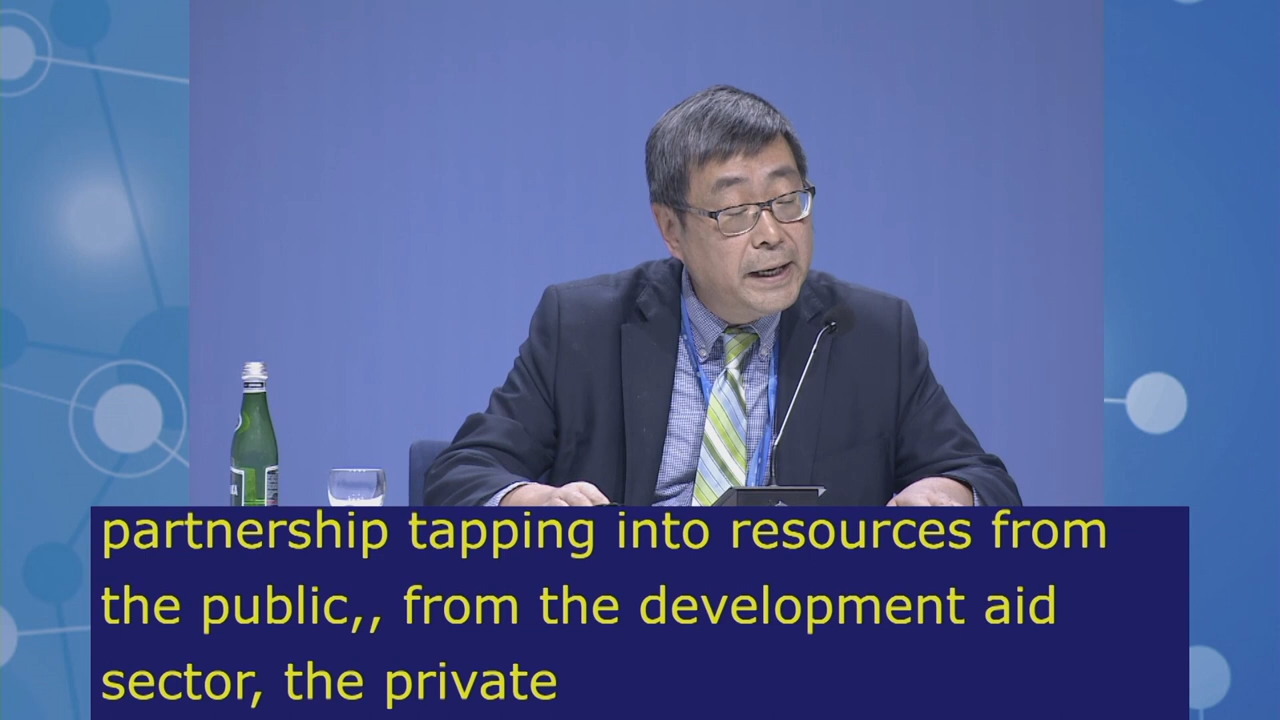 partnership tapping into resources from
the public,, from the development aid
sector, the private